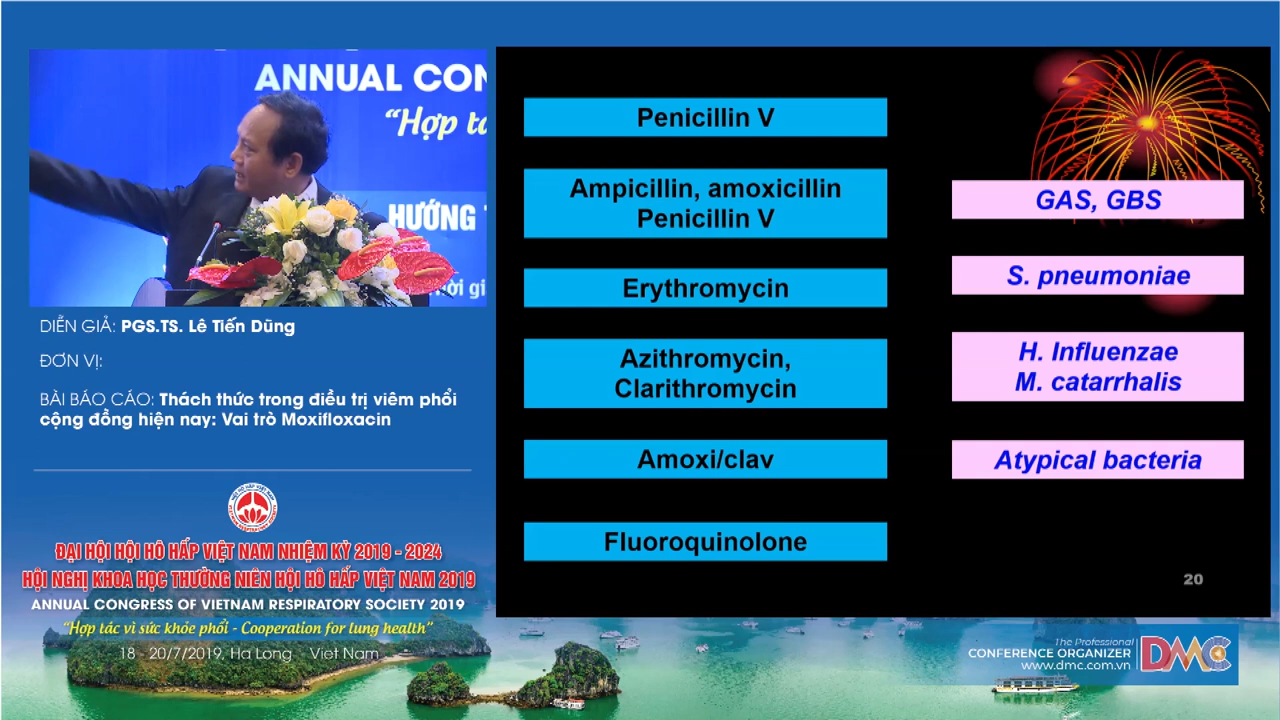 ANNUAL CON
“Hợp tá
HƯỚNG T
DIỄN GIẢ: PGS.TS. Lê Tiến Dũng
ĐƠN VỊ:
BÀI BÁO CÁO: Thách thức trong điều trị viêm phổi
cộng đồng hiện nay: Vai trò Moxifloxacin
ĐẠI HỘI HỘI HÔ HẤP VIỆT NAM NHIỆM KỲ 2019 - 2024
HỘI NGHỊ KHOA HỌC THƯỜNG NIÊN HỘI HÔ HẤP VIỆT NAM 2019
ANNUAL CONGRESS OF VIETNAM RESPIRATORY SOCIETY 2019
“Hợp tác vì sức khỏe phổi - Cooperation for lung health”
18 - 20/7/2019, Ha Long Viet Nam
Penicillin V
Ampicillin, amoxicillin
Penicillin V
Erythromycin
Azithromycin,
Clarithromycin
Amoxi/clav
Fluoroquinolone
GAS, GBS
S. pneumoniae
H. Influenzae
M. catarrhalis
Atypical bacteria
20
The Professional
CONFERENCE ORGANIZER
www.dmc.com.vn
DMC